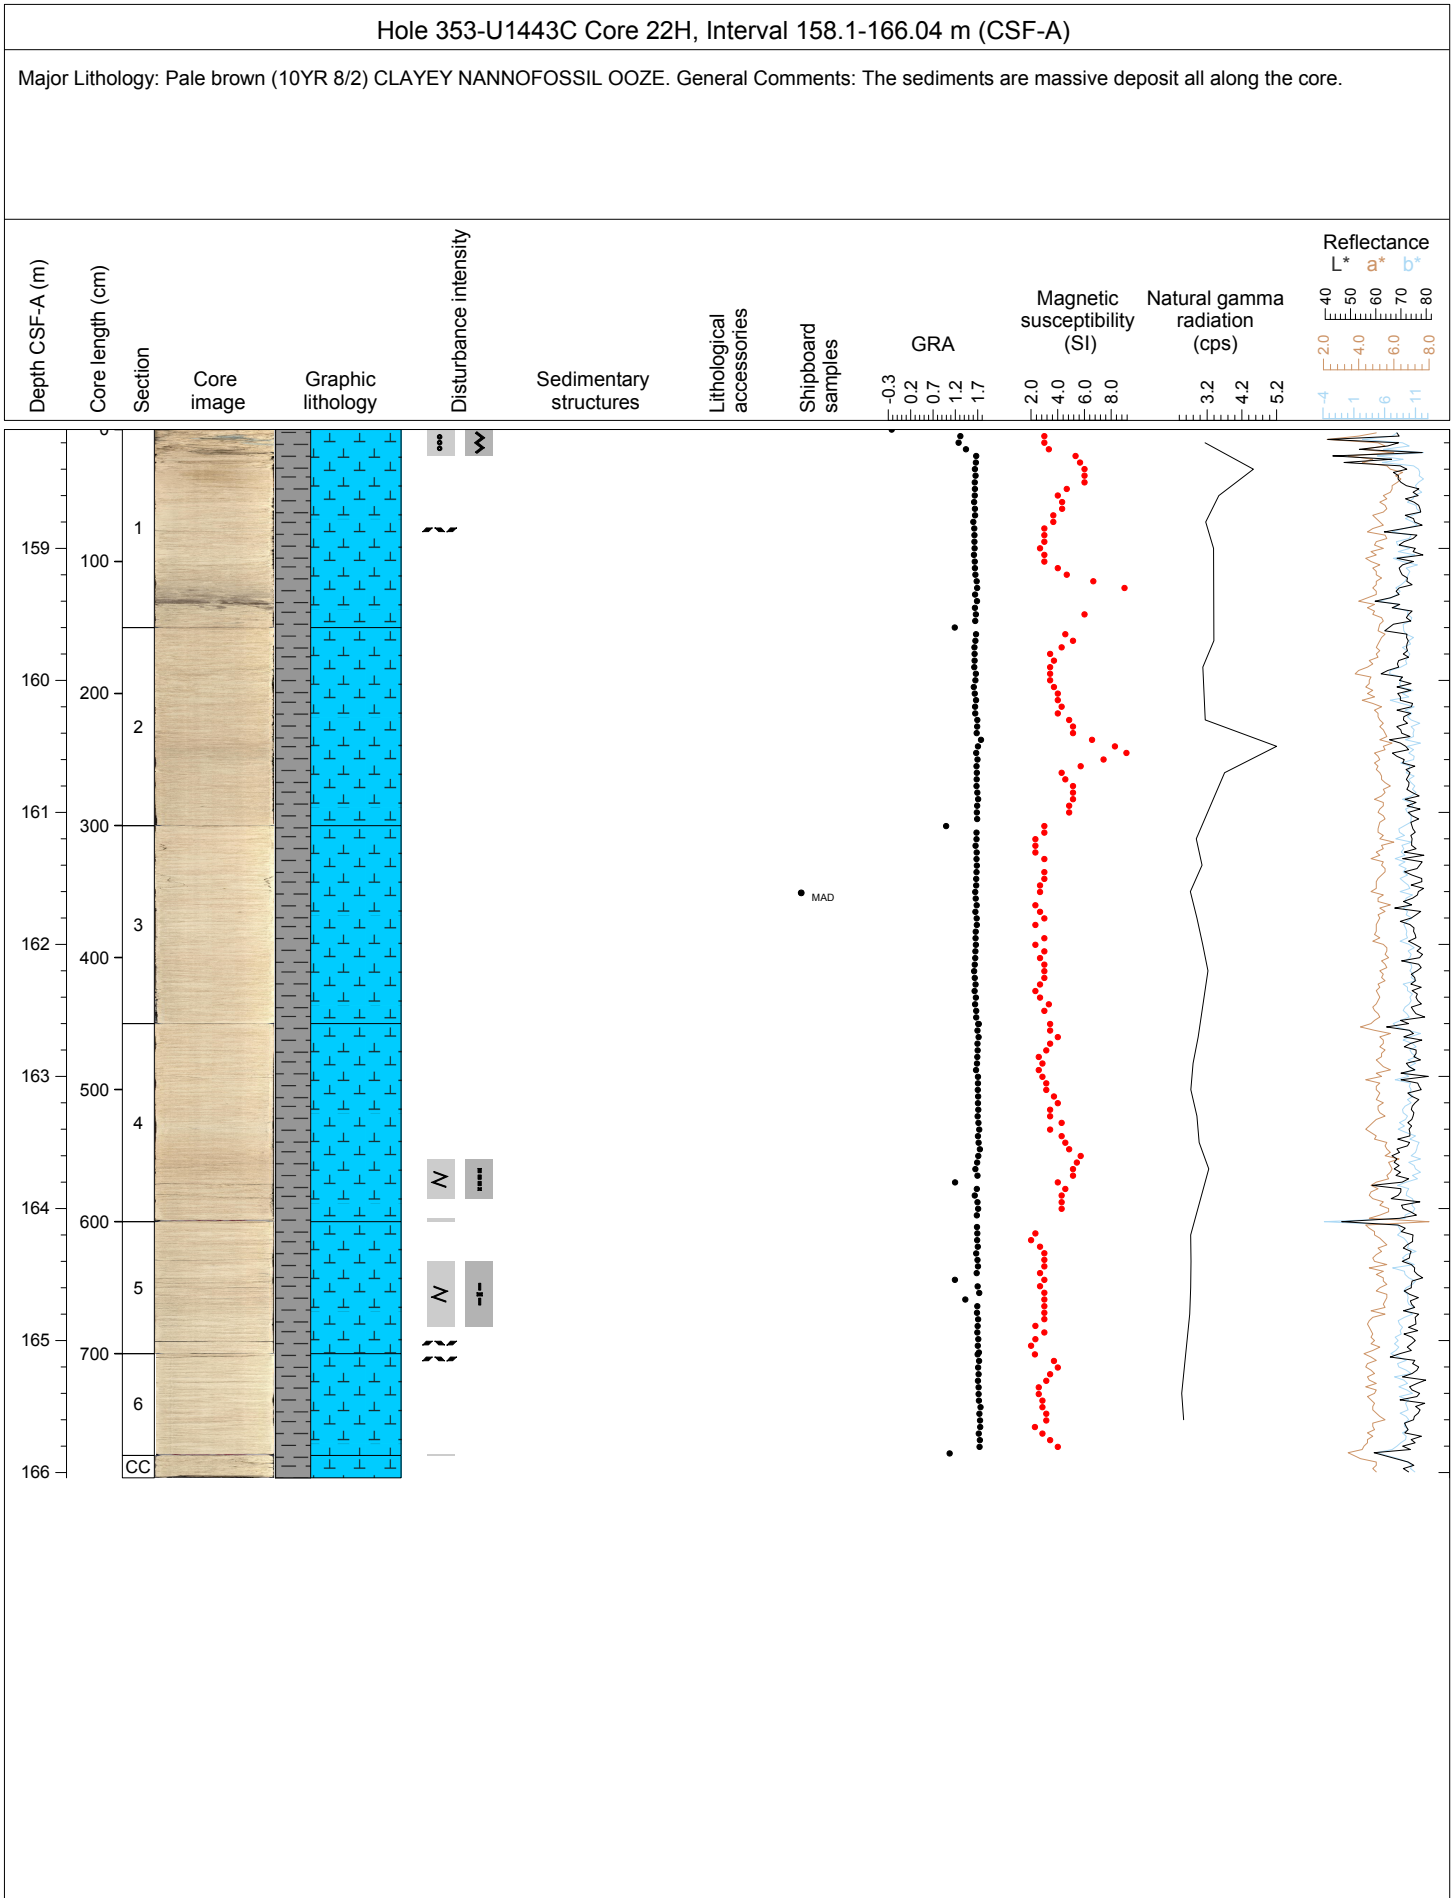 Hole 353-U1443C Core 22H, Interval 158.1-166.04 m (CSF-A)
Major Lithology: Pale brown (10YR 8/2) CLAYEY NANNOFOSSIL OOZE. General Comments: The sediments are massive deposit all along the core.
Depth CSF-A (m)
Core length (cm)
Section
Core
image
Graphic
lithology
Disturbance intensity
Sedimentary
structures
Lithological
accessories
Shipboard
samples
GRA
-0.3 0.2 0.7 1.2 1.7
Magnetic
susceptibility
(SI)
2.0 4.0 6.0 8.0
Natural gamma
radiation
(cps)
3.2 4.2 5.2
Reflectance
L* a* b*
40 50 60 70 80
2.0 4.0 6.0 8.0
-4 1 6 11
0
1
159
100
160
200
2
161
300
MAD
3
162
400
163
500
4
164
600
5
165
700
6
CC
166